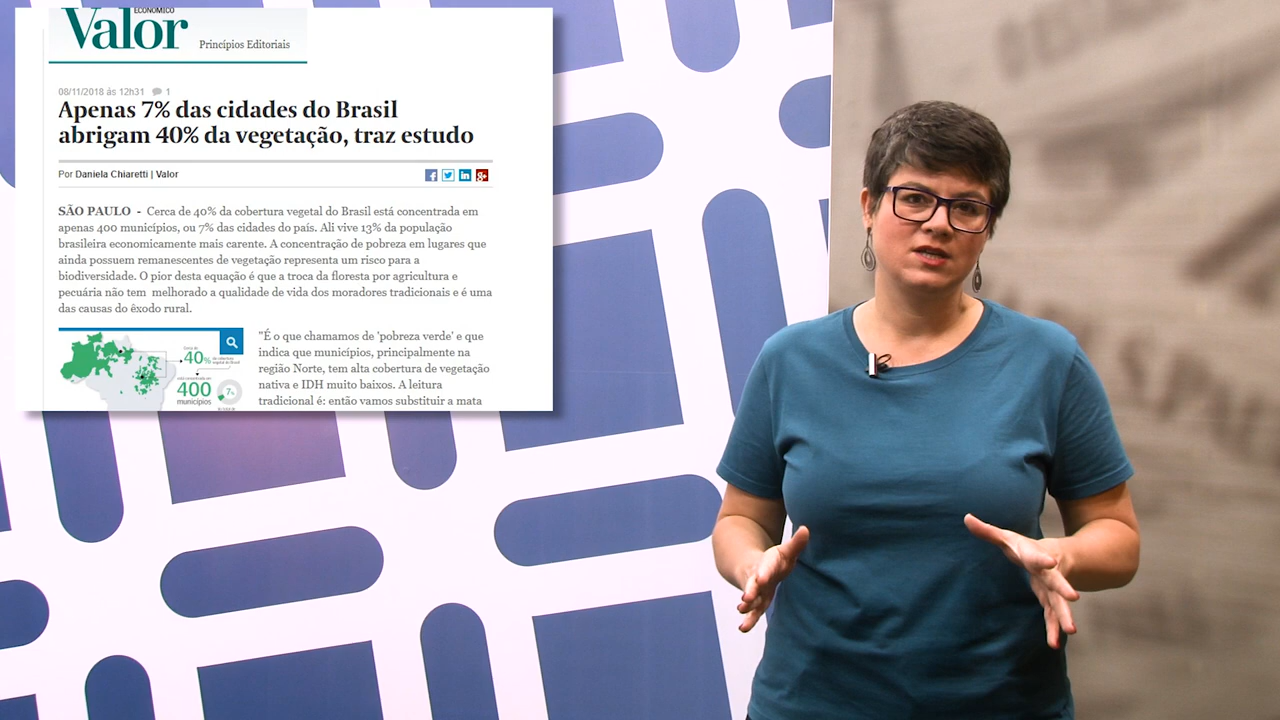 ECONÔMICO
Valor
Princípios Editoriais
08/11/2018 às 12h31 1
Apenas 7% das cidades do Brasil
abrigam 40% da vegetação, traz estudo
Por Daniela Chiaretti | Valor
SÃO PAULO - Cerca de 40% da cobertura vegetal do Brasil está concentrada em
apenas 400 municípios, ou 7% das cidades do país. Ali vive 13% da população
brasileira economicamente mais carente. A concentração de pobreza em lugares que
ainda possuem remanescentes de vegetação representa um risco para a
biodiversidade. O pior desta equação é que a troca da floresta por agricultura e
pecuária não tem melhorado a qualidade de vida dos moradores tradicionais e é uma
das causas do êxodo rural.
"É o que chamamos de 'pobreza verde' e que
indica que municípios, principalmente na
região Norte, tem alta cobertura de vegetação
nativa e IDH muito baixos. A leitura
tradicional é: então vamos substituir a mata
Cerca de
40%
400
municípios
7%